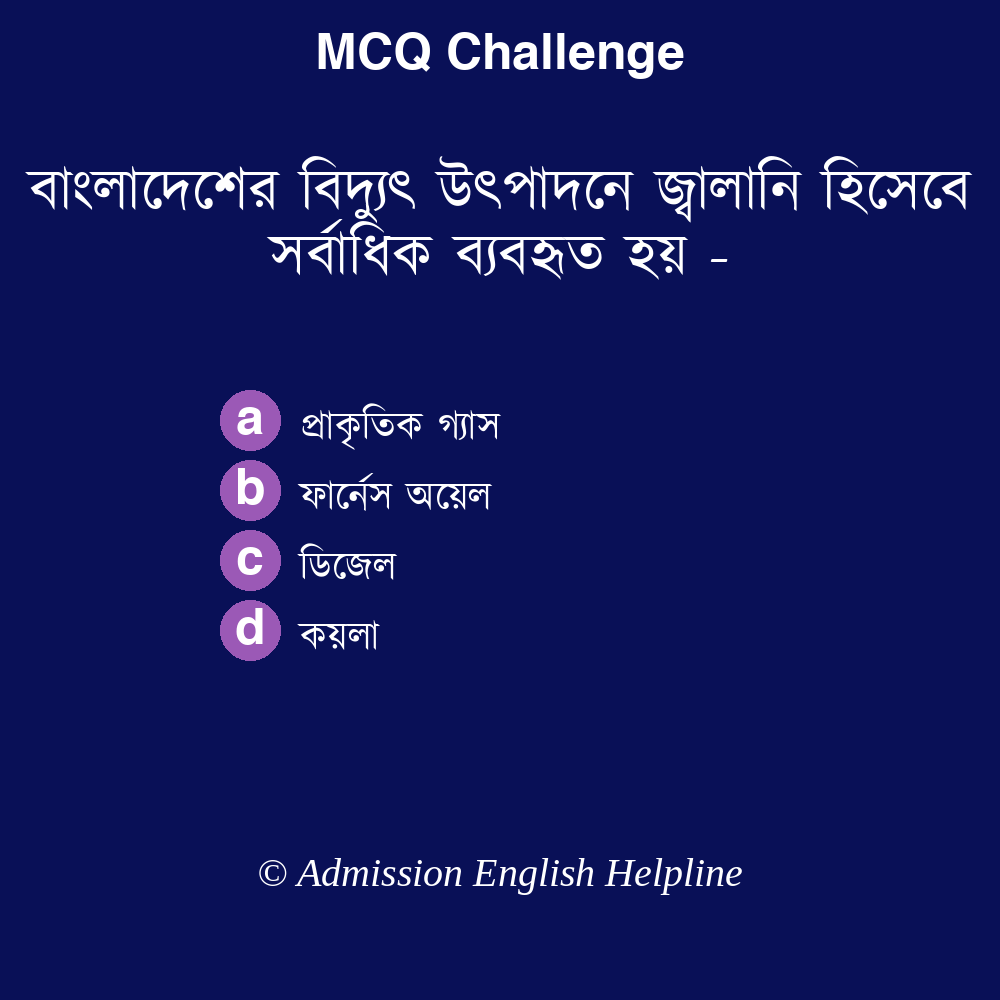 MCQ Challenge
বাংলাদেশের বিদ্যুৎ উৎপাদনে জ্বালানি হিসেবে
সর্বাধিক ব্যবহৃত হয় -
a প্রাকৃতিক গ্যাস
b ফার্নেস অয়েল
c ডিজেল
d কয়লা
© Admission English Helpline